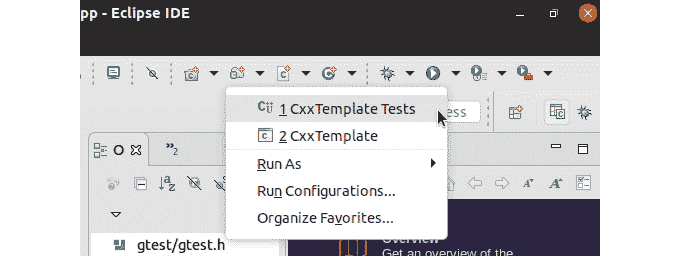 pp - Eclipse IDE
1 CxxTemplate Tests
ess
2 CxxTemplate
Run As
Run Configurations...
Organize Favorites...
O
2
gtest/gtest.h
Overview
Get an overview of the